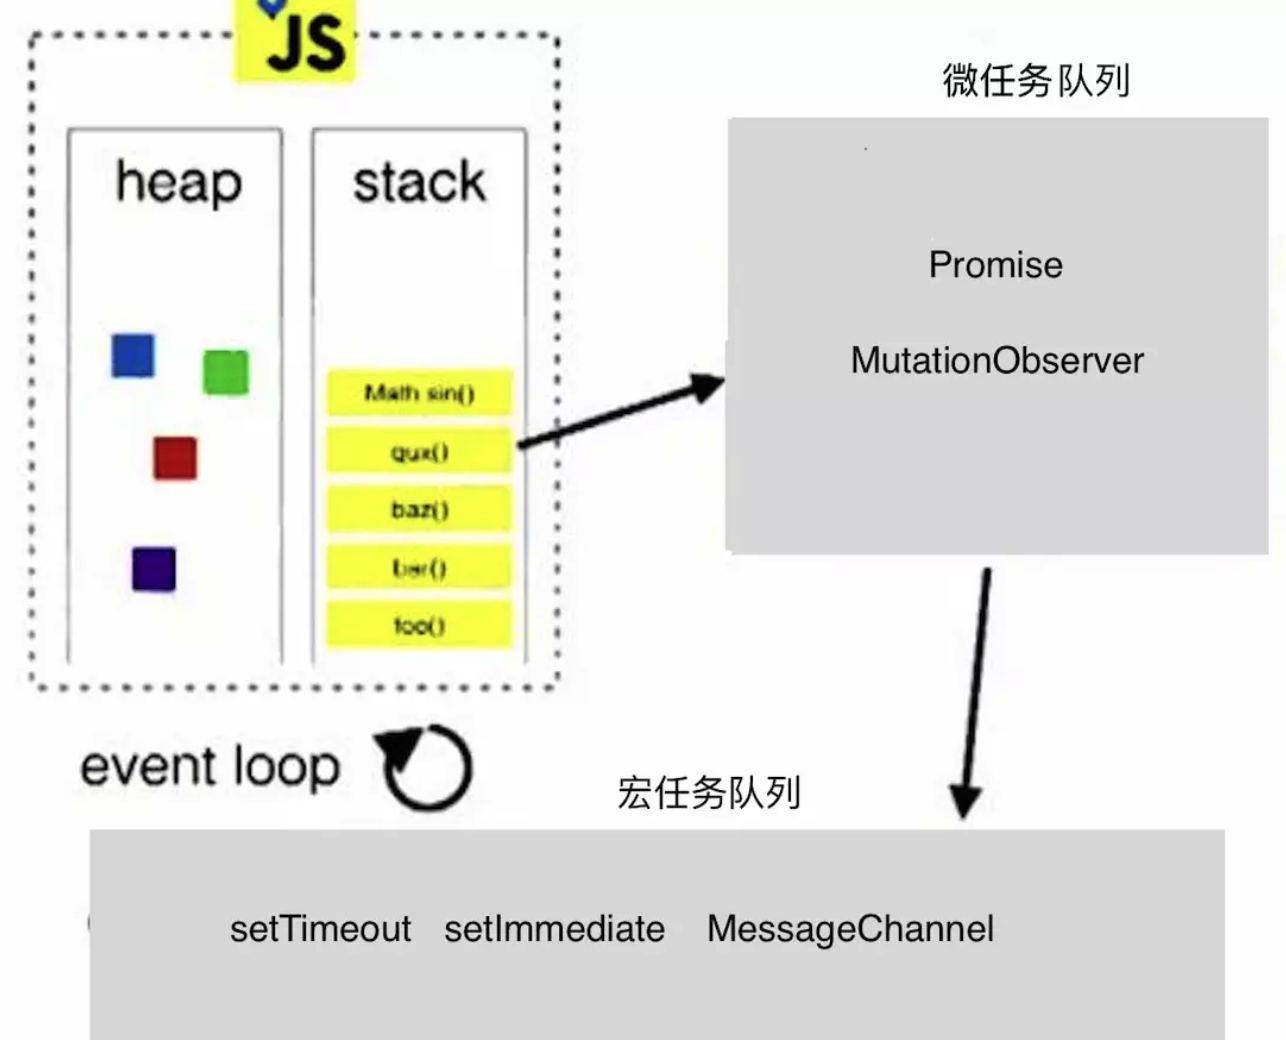 JS
heap
stack
Math sin()
qux()
baz()
bar()
foo()
event loop
微任务队列
Promise
MutationObserver
宏任务队列
setTimeout setImmediate MessageChannel